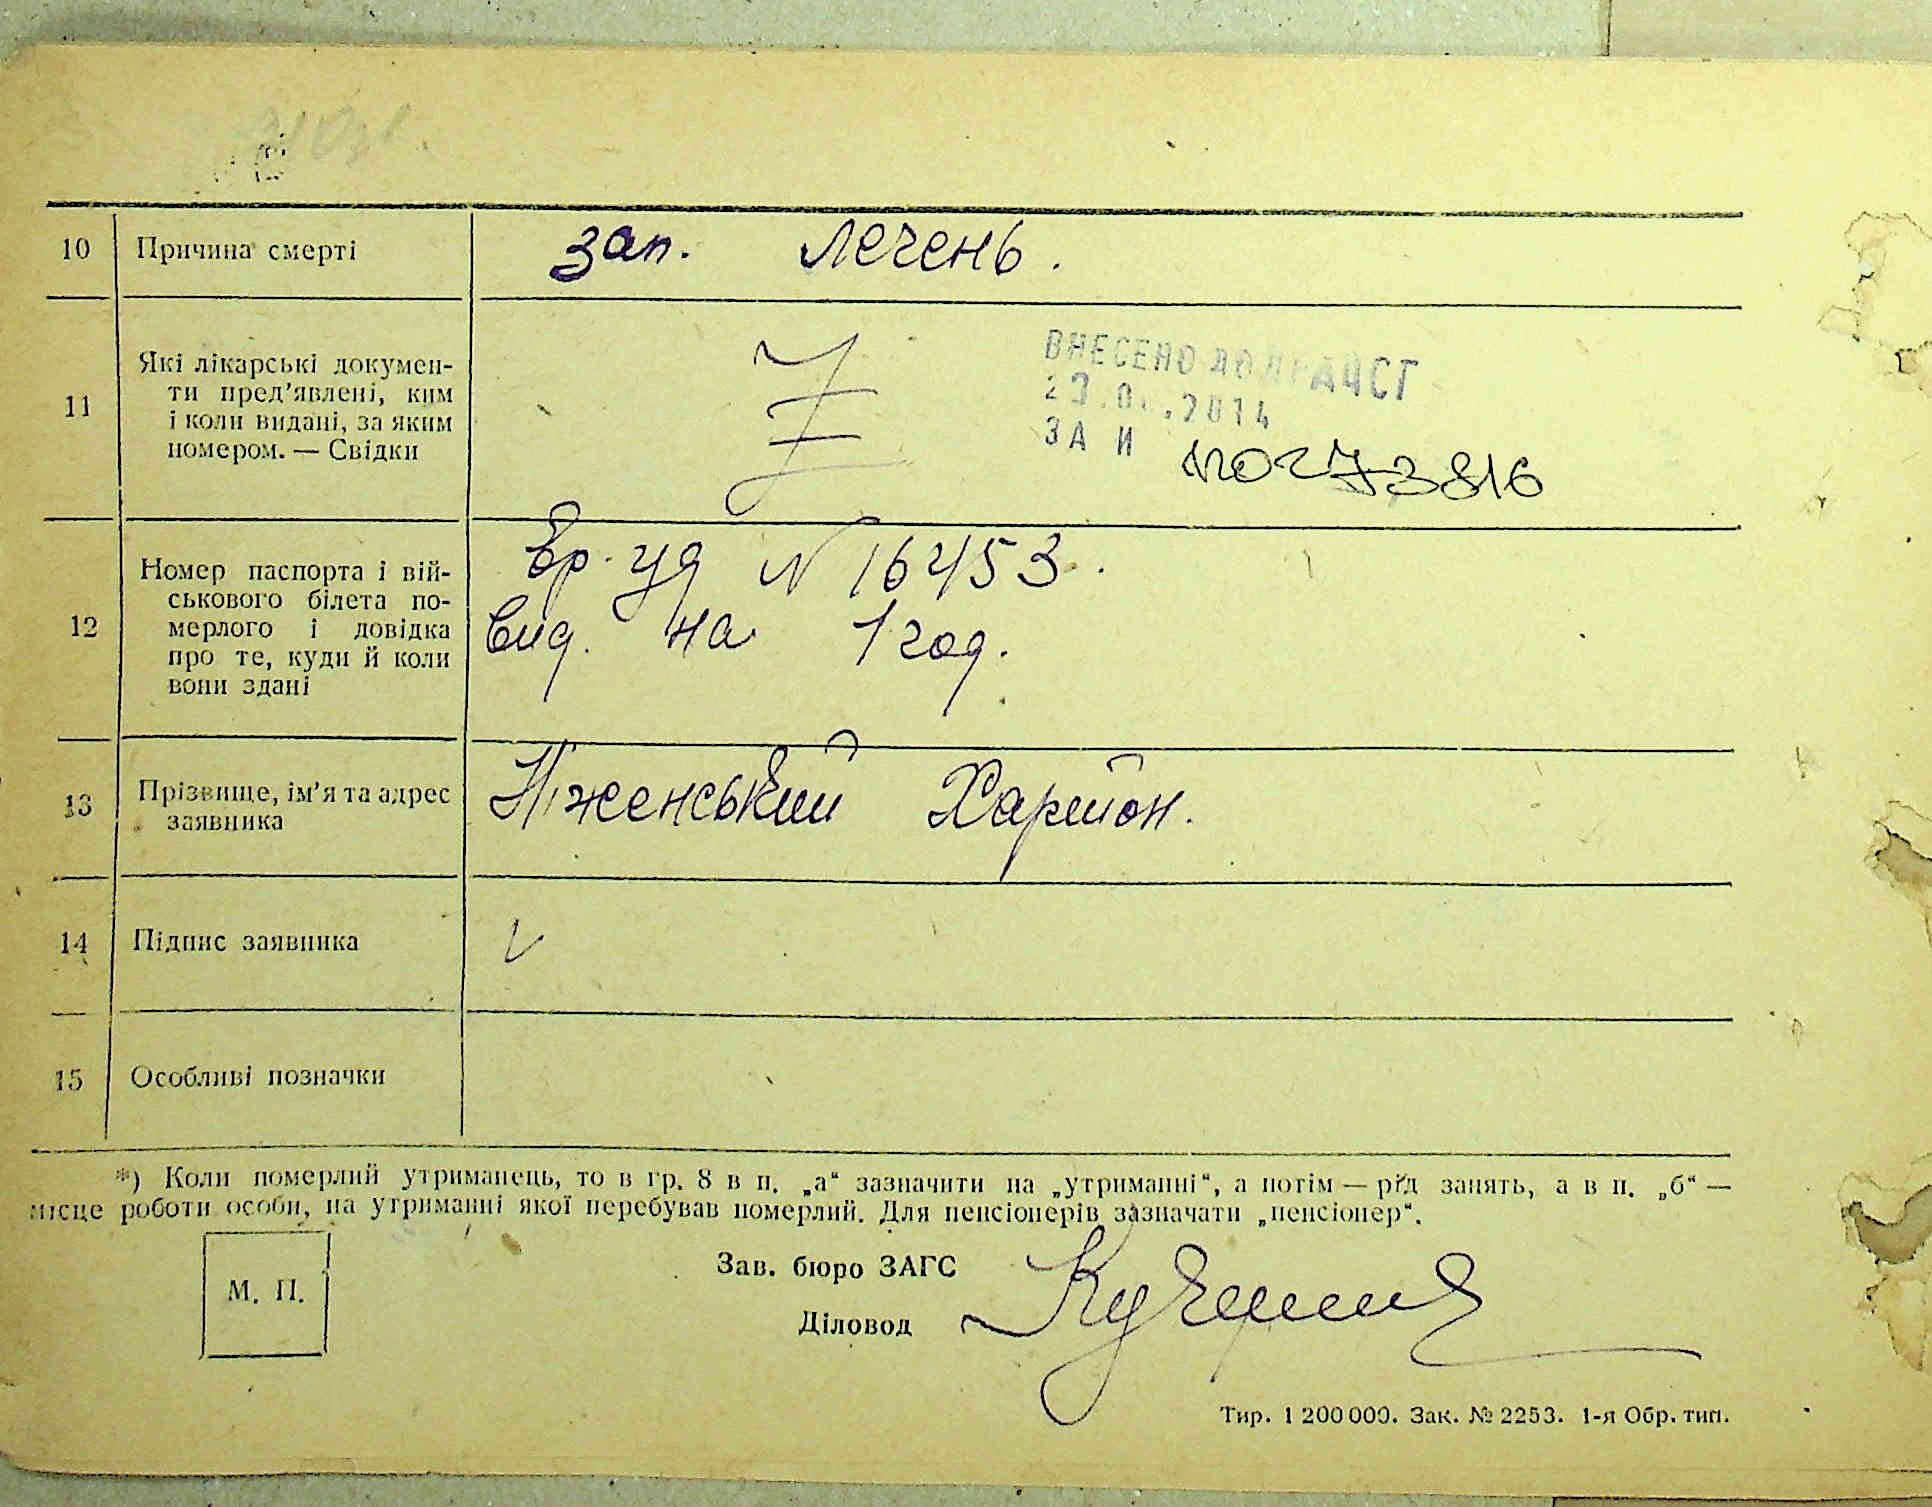 10 Причина смерті зап. легень.
11 Які лікарські докумен-
ти пред’явлені, ким
і коли видані, за яким
номером. — Свідки
ВНЕСЕНО ДО ДРАЦСГ
2014
ЗА №
00273816
12 Номер паспорта і вій-
ськового білета по-
мерлого і довідка
про те, куди й коли
вони здані
Вр. уд N 16453.
вид. на 1 год.
13 Прізвище, ім’я та адрес
заявника
Ніженський Харитон.
14 Підпис заявника V
15 Особливі позначки
*) Коли померлий утриманець, то в гр. 8 в п. „а“ зазначити на „утриманні“, а потім — рід занять, а в п. „б“ —
місце роботи особи, на утриманні якої перебував померлий. Для пенсіонерів зазначати „пенсіонер“.
М. П.
Зав. бюро ЗАГС
Діловод
Тир. 1 200 000. Зак. № 2253. 1-я Обр. тип.